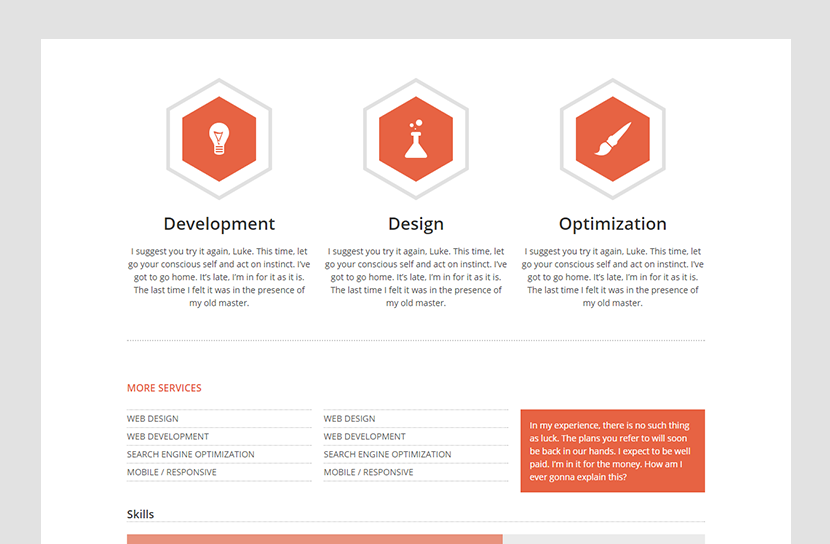 Development
I suggest you try it again, Luke. This time, let
go your conscious self and act on instinct. I've
got to go home. It's late, I'm in for it as it is.
The last time I felt it was in the presence of
my old master.
Design
I suggest you try it again, Luke. This time, let
go your conscious self and act on instinct. I've
got to go home. It's late, I'm in for it as it is.
The last time I felt it was in the presence of
my old master.
Optimization
I suggest you try it again, Luke. This time, let
go your conscious self and act on instinct. I've
got to go home. It's late, I'm in for it as it is.
The last time I felt it was in the presence of
my old master.
MORE SERVICES
WEB DESIGN
WEB DEVELOPMENT
SEARCH ENGINE OPTIMIZATION
MOBILE / RESPONSIVE
WEB DESIGN
WEB DEVELOPMENT
SEARCH ENGINE OPTIMIZATION
MOBILE / RESPONSIVE
In my experience, there is no such thing
as luck. The plans you refer to will soon
be back in our hands. I expect to be well
paid. I'm in it for the money. How am I
ever gonna explain this?
Skills